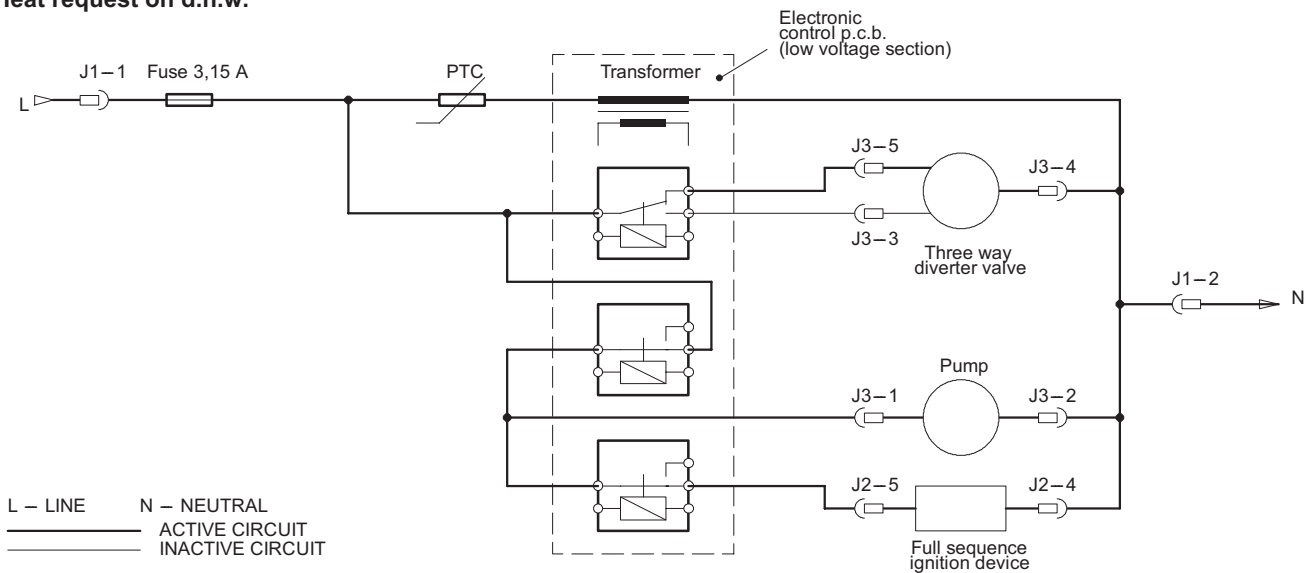 heat request on d.h.w.
Electronic
control p.c.b.
(low voltage section)
J1–1
Fuse 3,15 A
PTC
Transformer
L
J3–5
J3–4
J3–3
Three way
diverter valve
J1–2
N
Pump
J3–1
J3–2
J2–5
J2–4
Full sequence
ignition device
L – LINE N – NEUTRAL
ACTIVE CIRCUIT
INACTIVE CIRCUIT